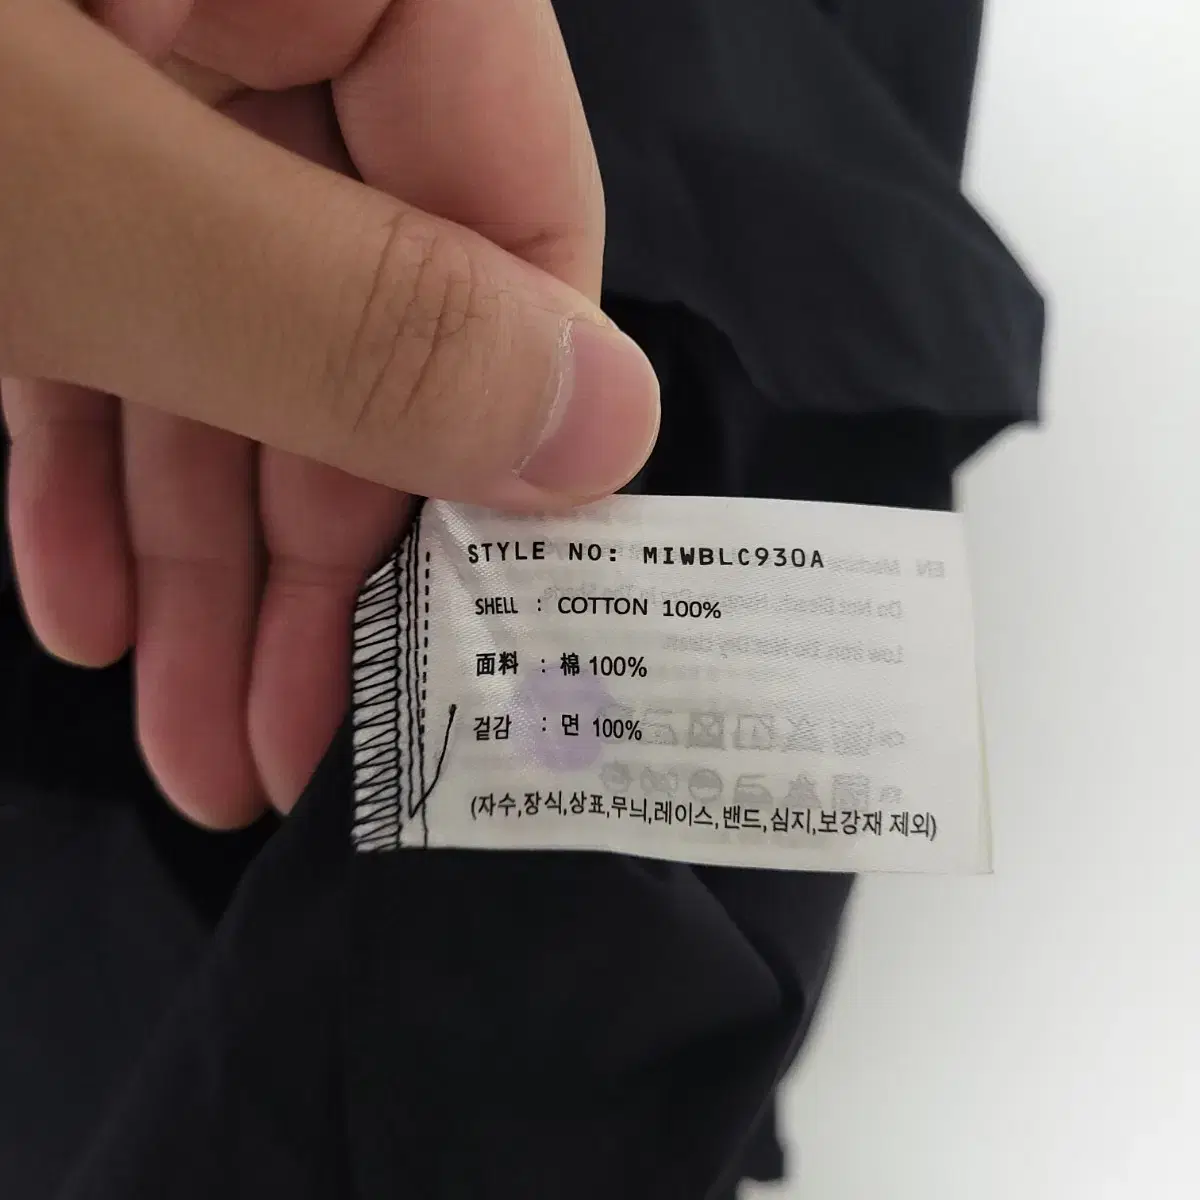 STYLE NO: MIWBLC930A
SHELL : COTTON 100%
面料 : 棉 100%
겉감 : 면 100%
(자수,장식,상표,무늬,레이스,밴드,심지,보강재 제외)